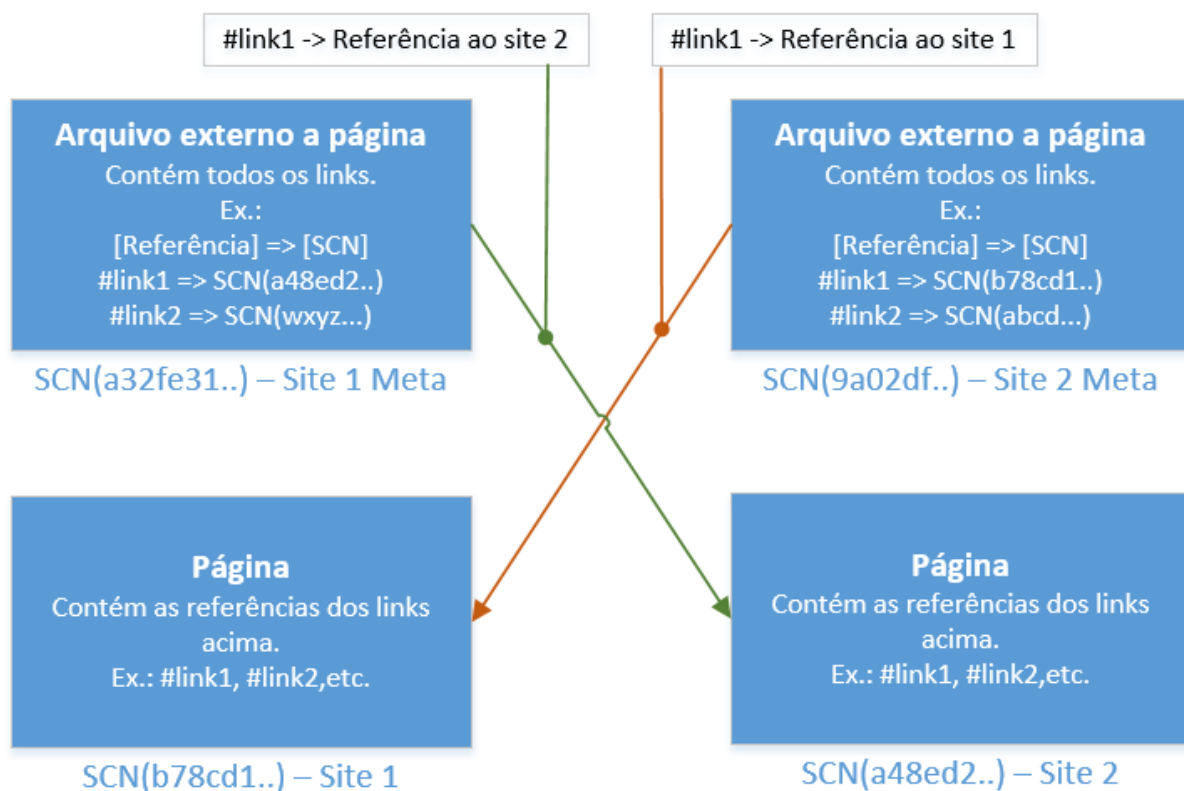 #link1 -> Referência ao site 2
#link1 -> Referência ao site 1
Arquivo externo a página
Contém todos os links.
Ex.:
[Referência] => [SCN]
#link1 => SCN(a48ed2..)
#link2 => SCN(wxyz...)
SCN(a32fe31..) – Site 1 Meta
Arquivo externo a página
Contém todos os links.
Ex.:
[Referência] => [SCN]
#link1 => SCN(b78cd1..)
#link2 => SCN(abcd...)
SCN(9a02df..) – Site 2 Meta
Página
Contém as referências dos links
acima.
Ex.: #link1, #link2,etc.
SCN(b78cd1..) – Site 1
Página
Contém as referências dos links
acima.
Ex.: #link1, #link2,etc.
SCN(a48ed2..) – Site 2